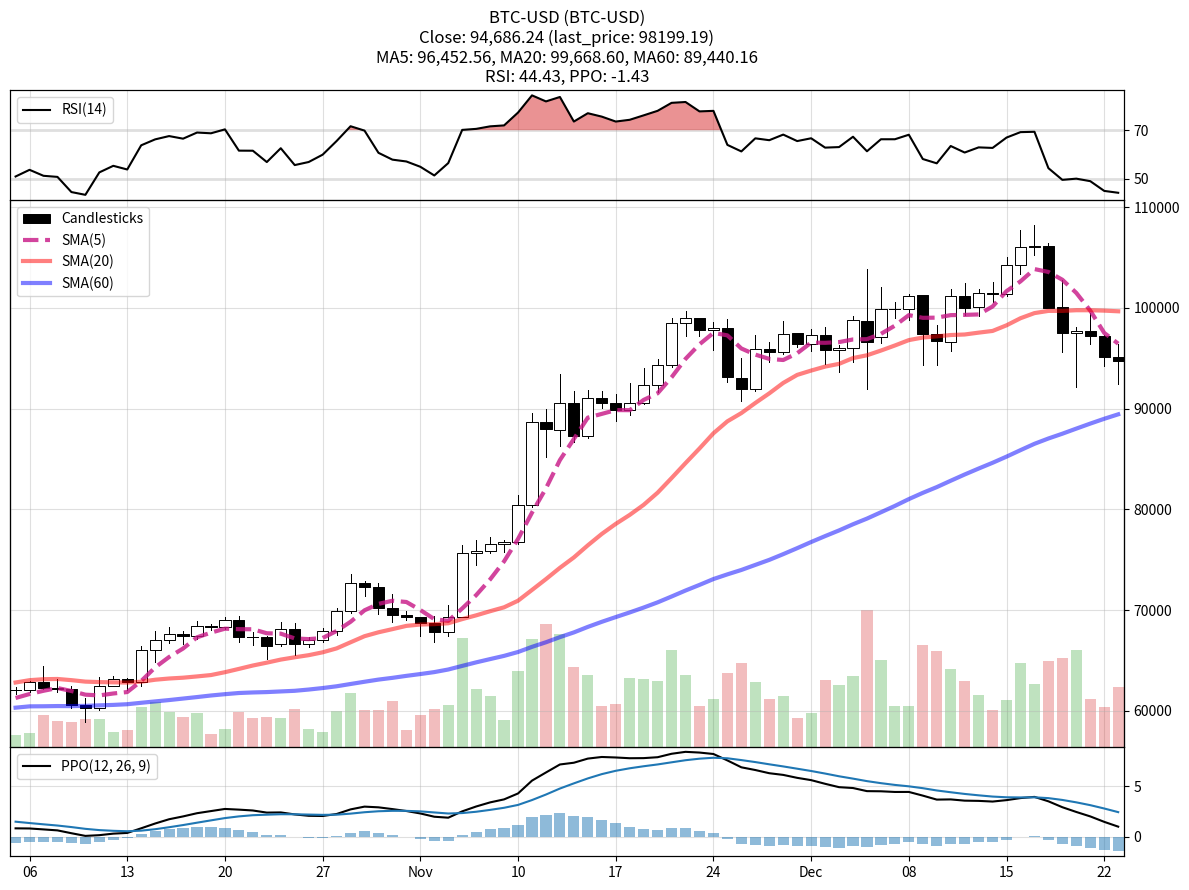 BTC-USD (BTC-USD)
Close: 94,686.24 (last_price: 98199.19)
MA5: 96,452.56, MA20: 99,668.60, MA60: 89,440.16
RSI: 44.43, PPO: -1.43
RSI(14)
70
50
Candlesticks
SMA(5)
SMA(20)
SMA(60)
110000
100000
90000
80000
70000
60000
PPO(12, 26, 9)
5
0
06 13 20 27 Nov 10 17 24 Dec 08 15 22